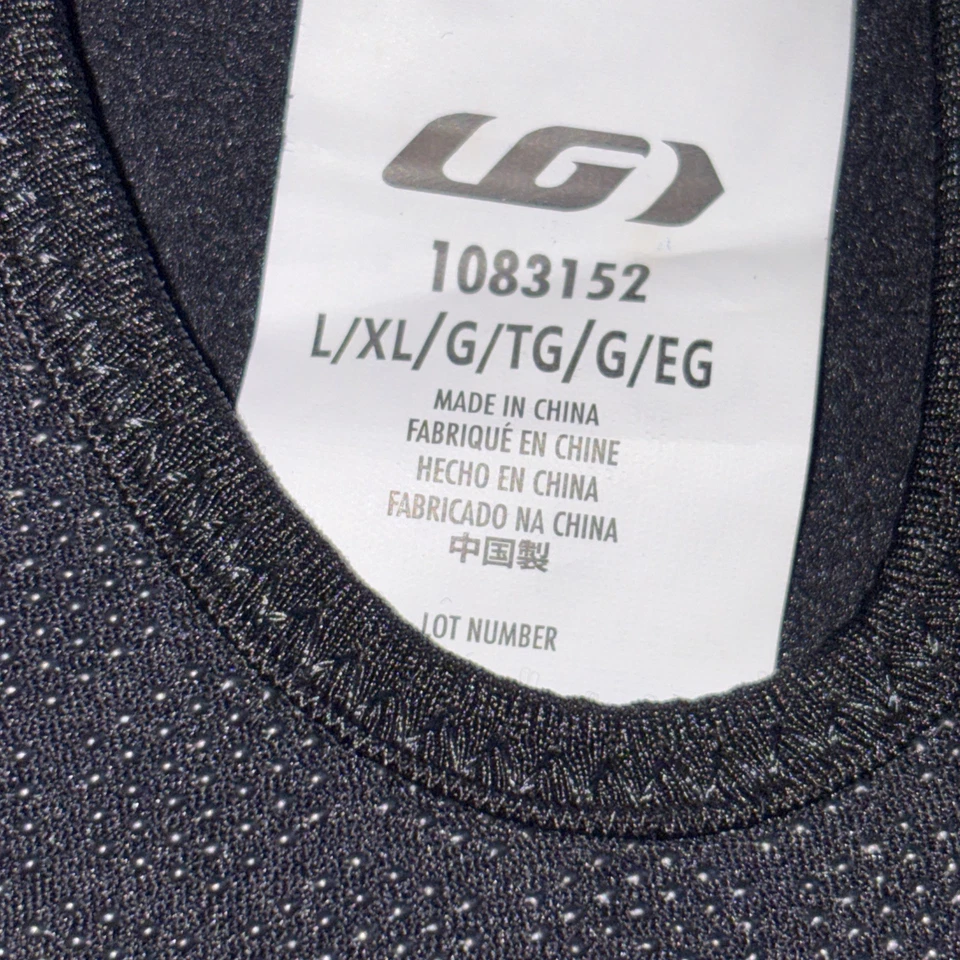 LG
1083152
L/XL/G/TG/G/EG
MADE IN CHINA
FABRIQUÉ EN CHINE
HECHO EN CHINA
FABRICADO NA CHINA
中国製
LOT NUMBER